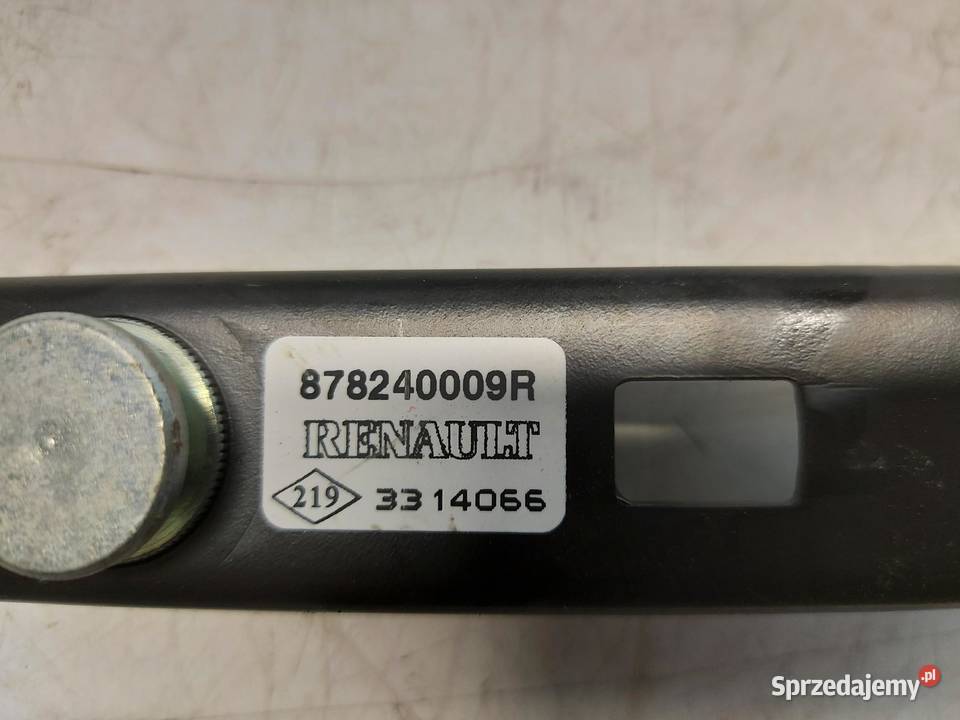 878240009R
RENAULT
219 3314066
Sprzedajemy.pl